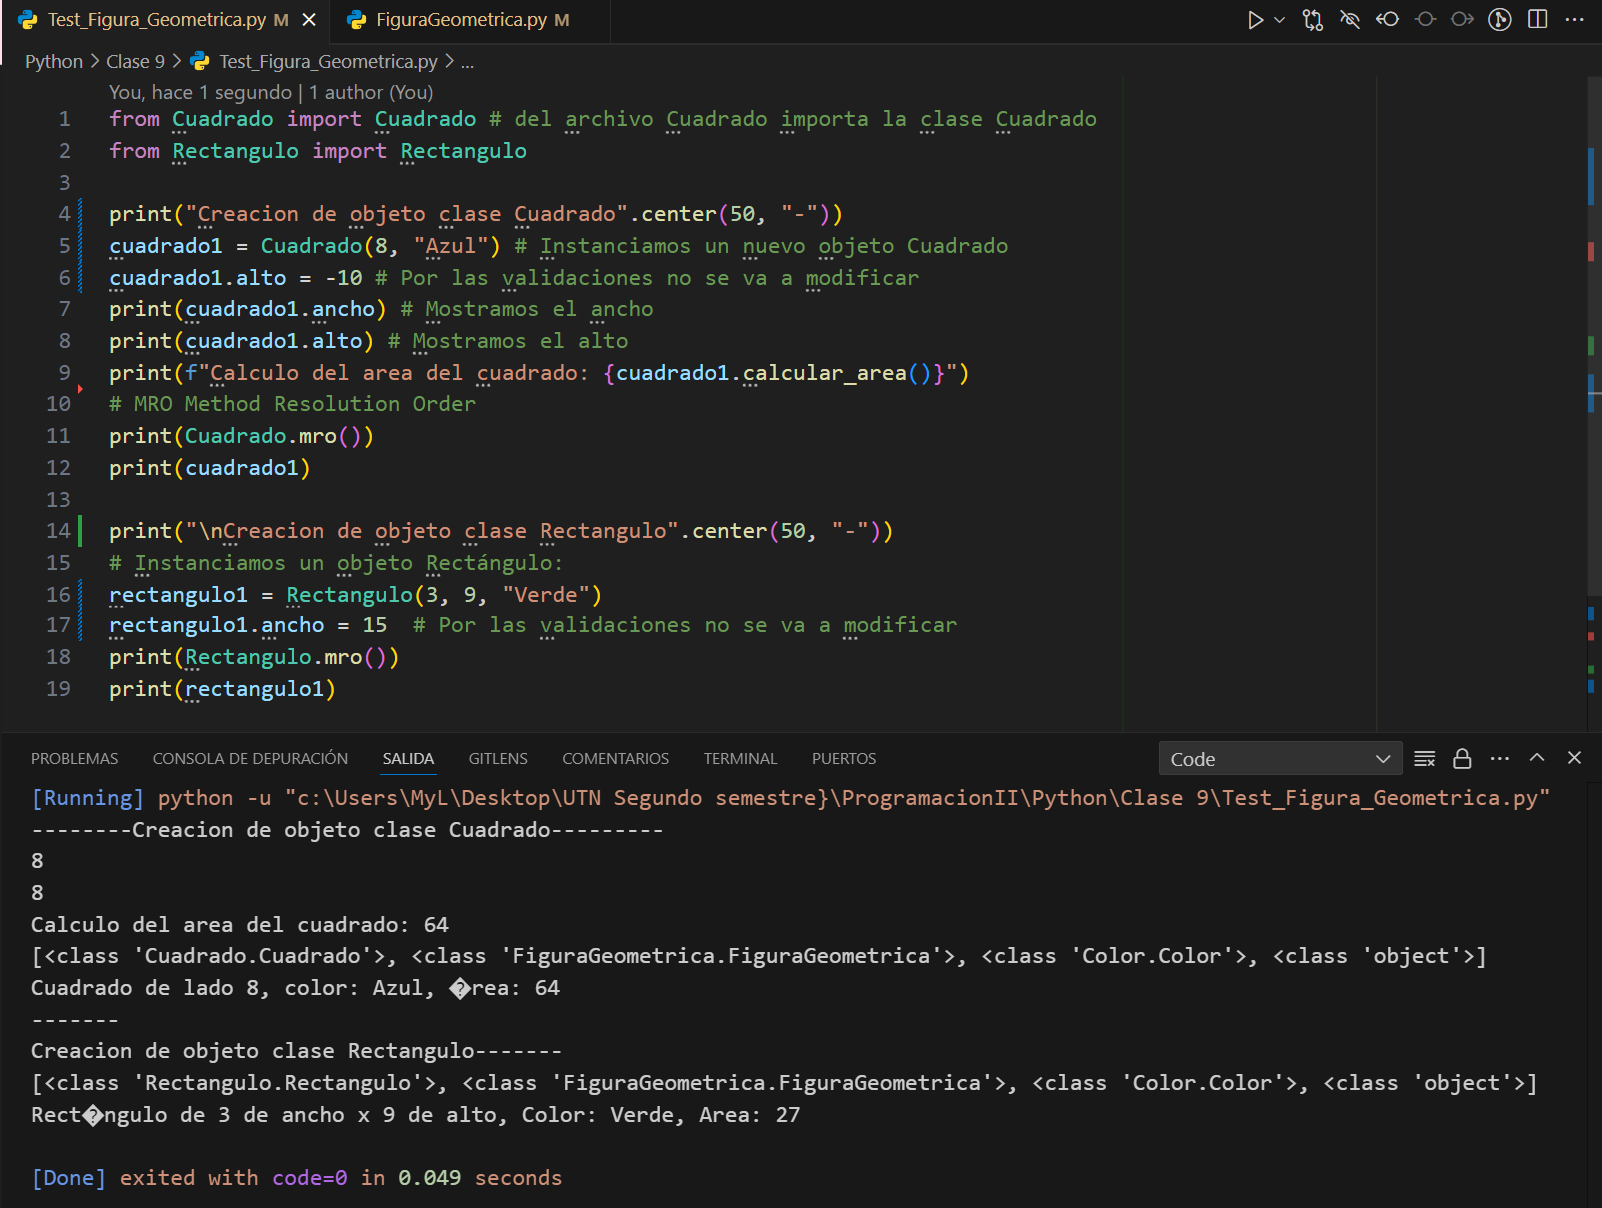 Test_Figura_Geometrica.py M
FiguraGeometrica.py M
Python > Clase 9 > Test_Figura_Geometrica.py > ...
You, hace 1 segundo | 1 author (You)
1 from Cuadrado import Cuadrado # del archivo Cuadrado importa la clase Cuadrado
2 from Rectangulo import Rectangulo
3
4 print("Creacion de objeto clase Cuadrado".center(50, "-"))
5 cuadrado1 = Cuadrado(8, "Azul") # Instanciamos un nuevo objeto Cuadrado
6 cuadrado1.alto = -10 # Por las validaciones no se va a modificar
7 print(cuadrado1.ancho) # Mostramos el ancho
8 print(cuadrado1.alto) # Mostramos el alto
9 print(f"Calculo del area del cuadrado: {cuadrado1.calcular_area()}")
10 # MRO Method Resolution Order
11 print(Cuadrado.mro())
12 print(cuadrado1)
13
14 print("\nCreacion de objeto clase Rectangulo".center(50, "-"))
15 # Instanciamos un objeto Rectángulo:
16 rectangulo1 = Rectangulo(3, 9, "Verde")
17 rectangulo1.ancho = 15  # Por las validaciones no se va a modificar
18 print(Rectangulo.mro())
19 print(rectangulo1)
PROBLEMAS CONSOLA DE DEPURACIÓN SALIDA GITLENS COMENTARIOS TERMINAL PUERTOS Code
[Running] python -u "c:\Users\MyL\Desktop\UTN Segundo semestre}\ProgramacionII\Python\Clase 9\Test_Figura_Geometrica.py"
--------Creacion de objeto clase Cuadrado---------
8
8
Calculo del area del cuadrado: 64
[<class 'Cuadrado.Cuadrado'>, <class 'FiguraGeometrica.FiguraGeometrica'>, <class 'Color.Color'>, <class 'object'>]
Cuadrado de lado 8, color: Azul, �rea: 64
-------
Creacion de objeto clase Rectangulo-------
[<class 'Rectangulo.Rectangulo'>, <class 'FiguraGeometrica.FiguraGeometrica'>, <class 'Color.Color'>, <class 'object'>]
Rect�ngulo de 3 de ancho x 9 de alto, Color: Verde, Area: 27
[Done] exited with code=0 in 0.049 seconds